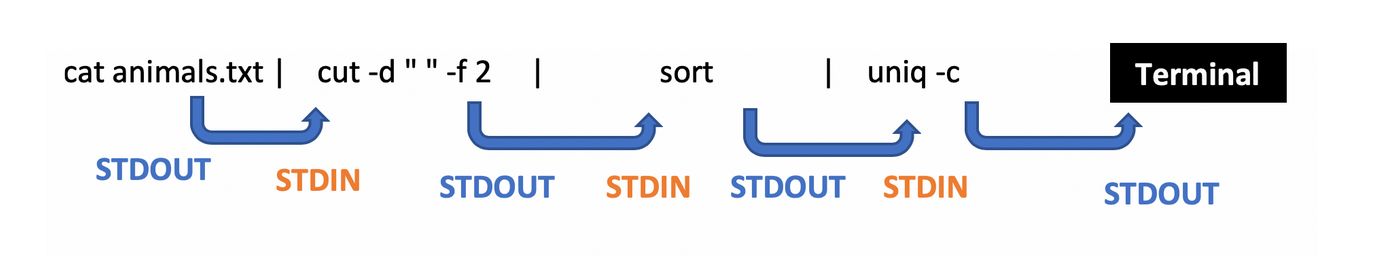 cat animals.txt | cut -d " " -f 2 | sort | uniq -c Terminal
STDOUT STDIN STDOUT STDIN STDOUT STDIN STDOUT